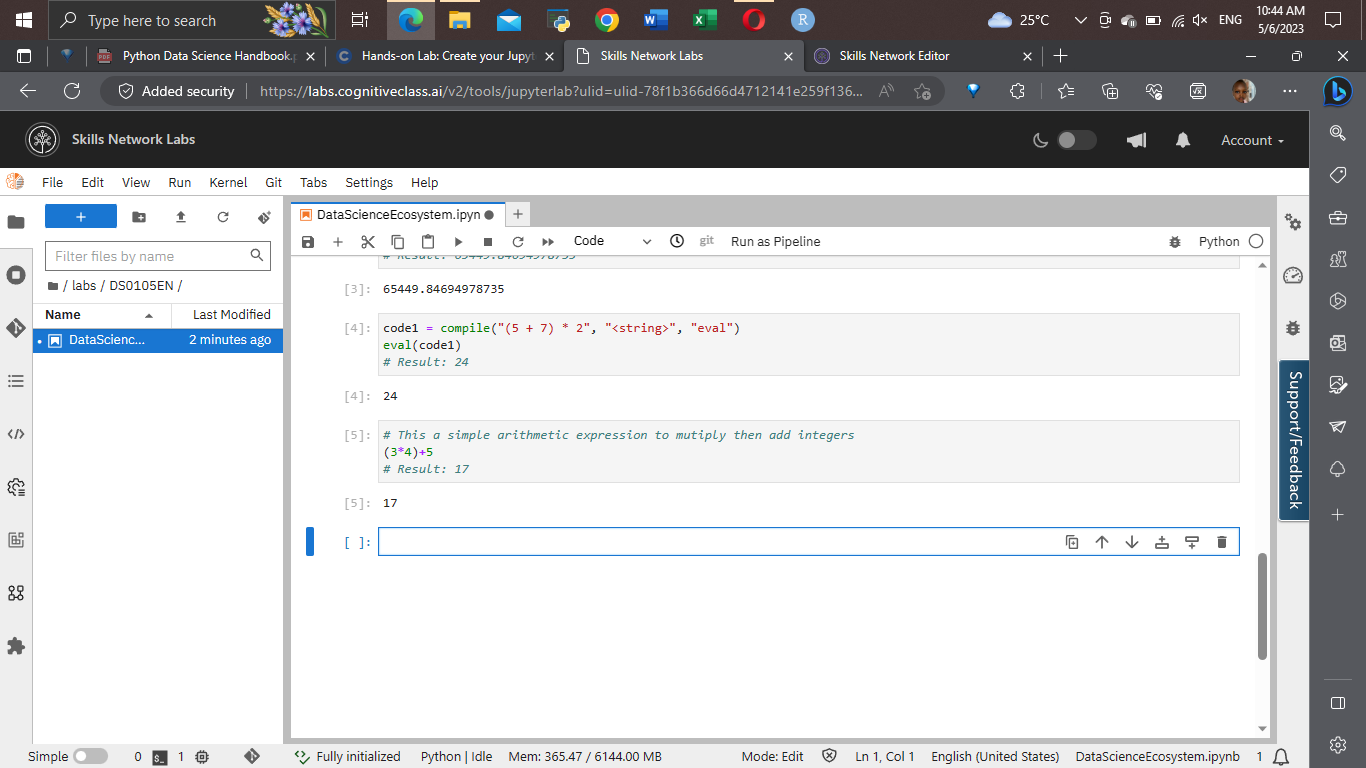 Type here to search
25°C
ENG
10:44 AM
5/6/2023
Python Data Science Handbook.p
Hands-on Lab: Create your Jupyt
Skills Network Labs
Skills Network Editor
Added security
https://labs.cognitiveclass.ai/v2/tools/jupyterlab?ulid=ulid-78f1b366d66d4712141e259f136...
Skills Network Labs
Account
File Edit View Run Kernel Git Tabs Settings Help
DataScienceEcosystem.ipyn
Filter files by name
Code
git
Run as Pipeline
Python
/ labs / DS0105EN /
Name
Last Modified
DataScienc...
2 minutes ago
# Result: 65449.84694978735
[3]: 65449.84694978735
[4]: code1 = compile("(5 + 7) * 2", "<string>", "eval")
eval(code1)
# Result: 24
[4]: 24
[5]: # This a simple arithmetic expression to mutiply then add integers
(3*4)+5
# Result: 17
[5]: 17
[ ]:
Support/Feedback
Simple
0
1
Fully initialized
Python | Idle
Mem: 365.47 / 6144.00 MB
Mode: Edit
Ln 1, Col 1
English (United States)
DataScienceEcosystem.ipynb
1